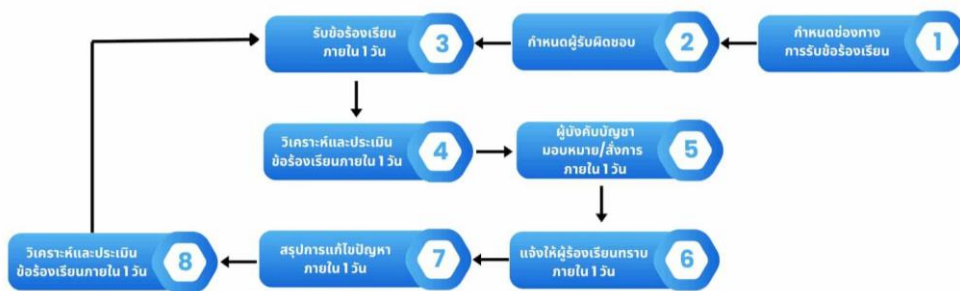 รับข้อร้องเรียน
ภายใน 1 วัน
3
กำหนดผู้รับผิดชอบ
2
กำหนดช่องทาง
การรับข้อร้องเรียน
1
วิเคราะห์และประเมิน
ข้อร้องเรียนภายใน 1 วัน
4
ผู้บังคับบัญชา
มอบหมาย/สั่งการ
ภายใน 1 วัน
5
วิเคราะห์และประเมิน
ข้อร้องเรียนภายใน 1 วัน
8
สรุปการแก้ไขปัญหา
ภายใน 1 วัน
7
แจ้งให้ผู้ร้องเรียนทราบ
ภายใน 1 วัน
6